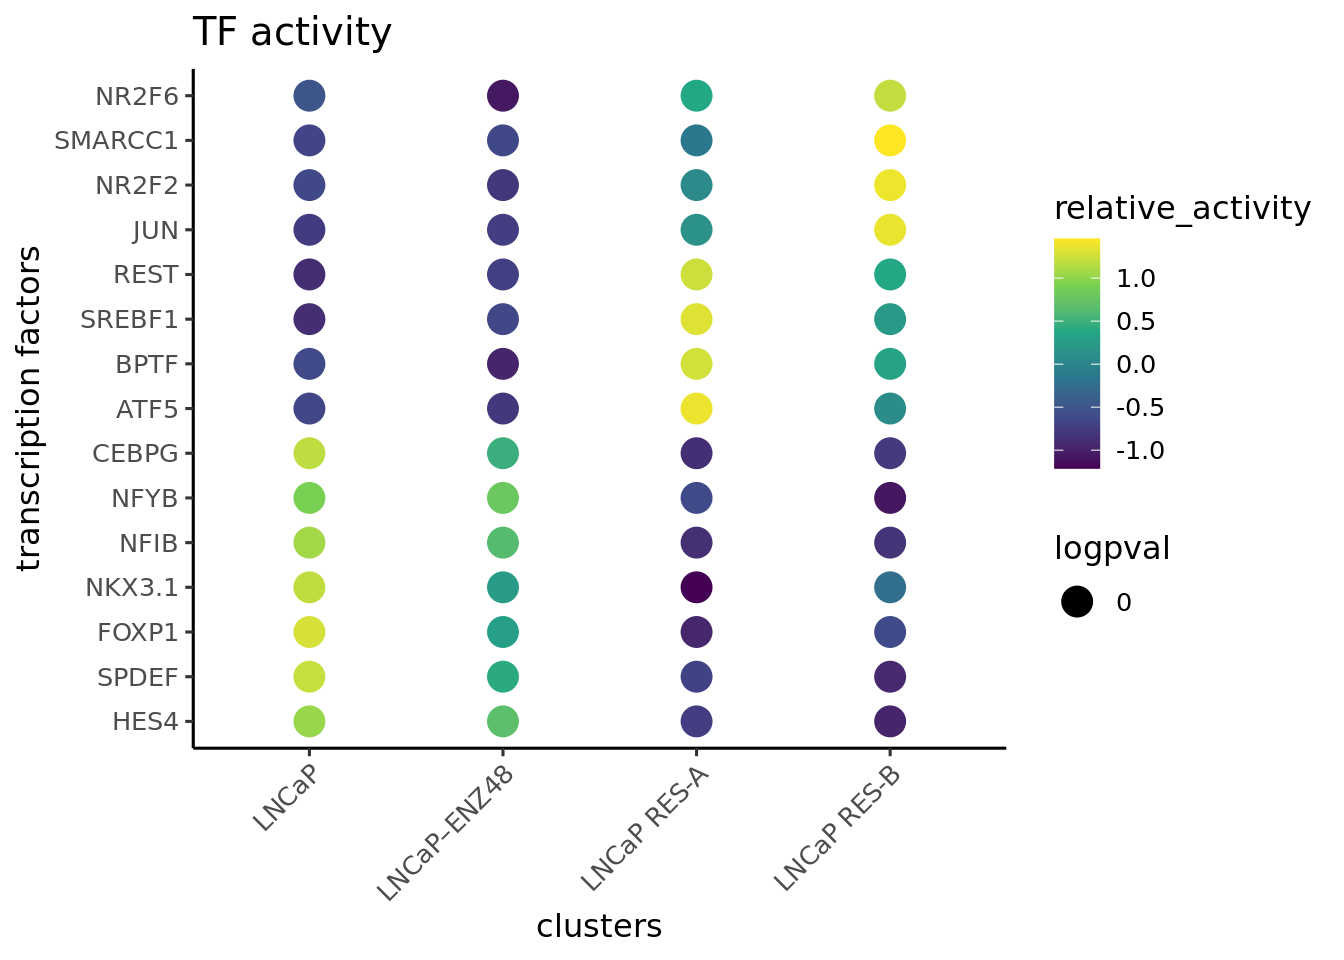 TF activity
transcription factors
NR2F6
SMARCC1
NR2F2
JUN
REST
SREBF1
BPTF
ATF5
CEBPG
NFYB
NFIB
NKX3.1
FOXP1
SPDEF
HES4
LNCaP
LNCaP–ENZ48
LNCaP RES-A
LNCaP RES-B
clusters
relative_activity
1.0
0.5
0.0
-0.5
-1.0
logpval
0